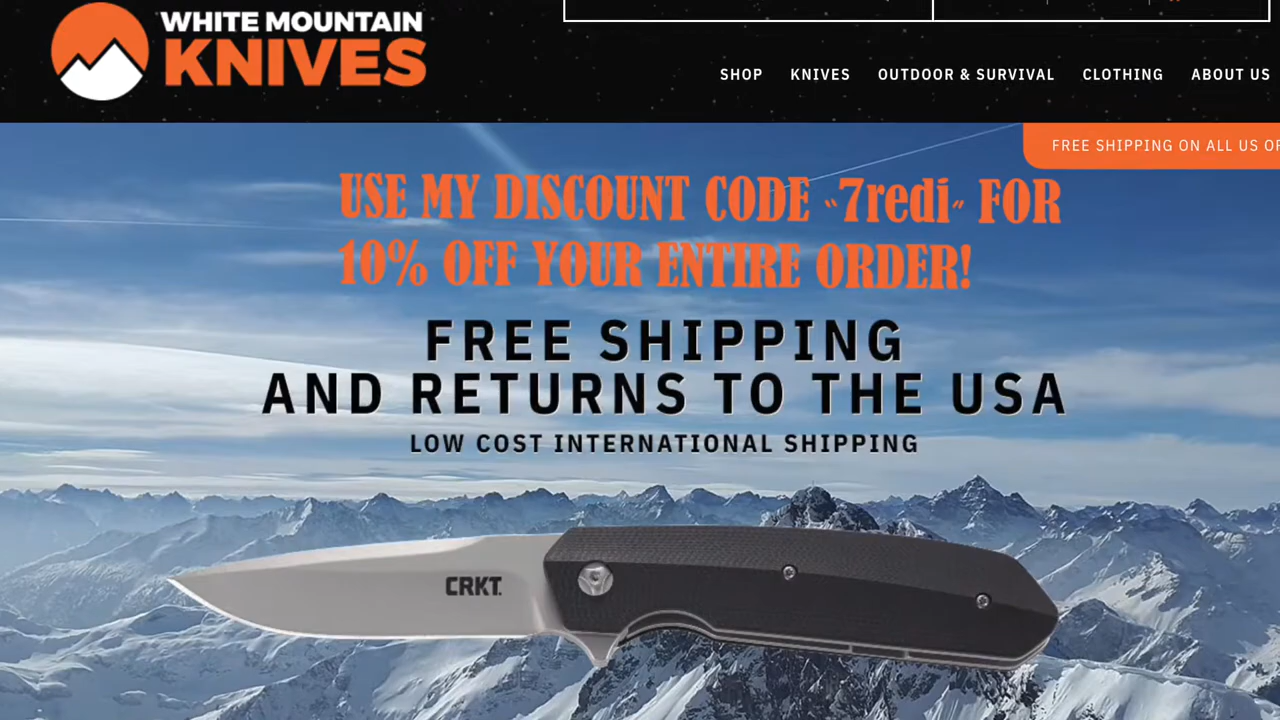 WHITE MOUNTAIN
KNIVES
SHOP KNIVES OUTDOOR & SURVIVAL CLOTHING ABOUT US
FREE SHIPPING ON ALL US
USE MY DISCOUNT CODE "7redi" FOR
10% OFF YOUR ENTIRE ORDER!
FREE SHIPPING
AND RETURNS TO THE USA
LOW COST INTERNATIONAL SHIPPING
CRKT.